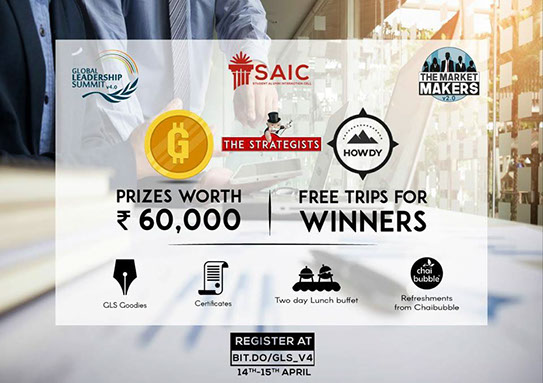 GLOBAL
LEADERSHIP
SUMMIT v4.0
SAIC
STUDENT ALUMNI INTERACTION CELL
THE MARKET
MAKERS
v2.0
G
THE STRATEGISTS
HOWDY
PRIZES WORTH
₹ 60,000
FREE TRIPS FOR
WINNERS
GLS Goodies
Certificates
Two day Lunch buffet
chai
bubble
Refreshments
from Chaibubble
REGISTER AT
BIT.DO/GLS_V4
14TH-15TH APRIL